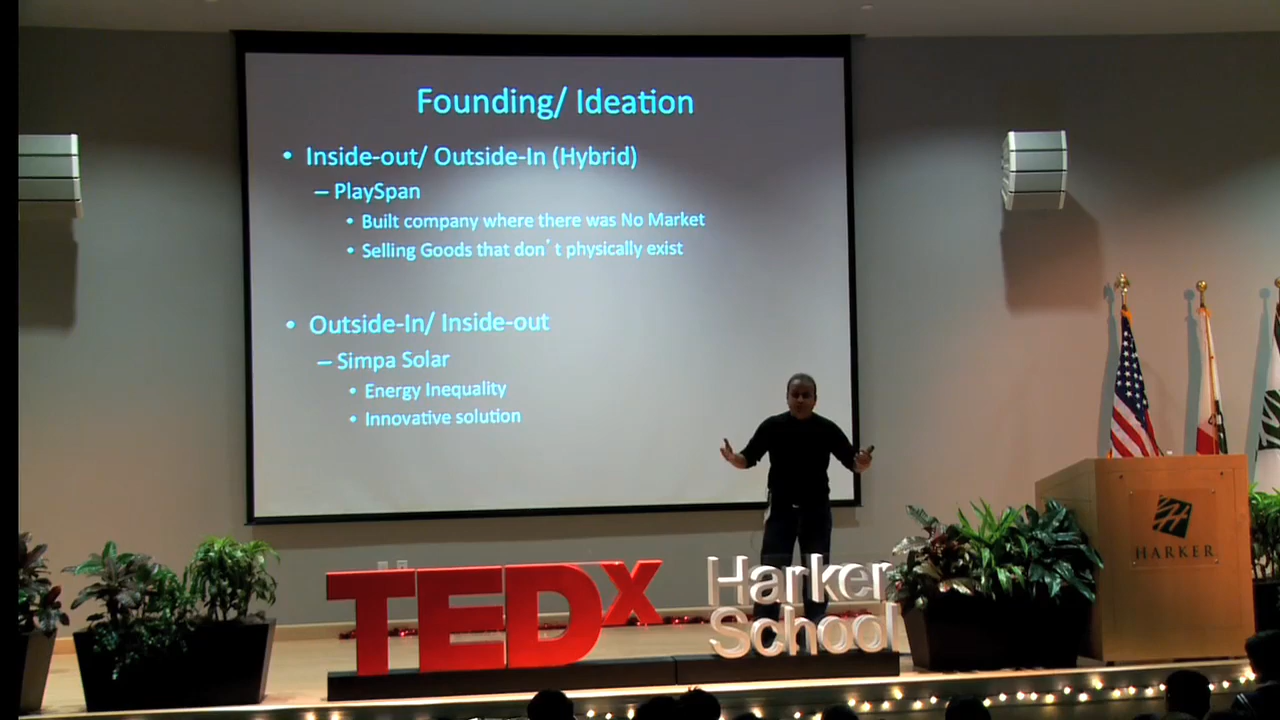 Founding/ Ideation
• Inside-out/ Outside-In (Hybrid)
– PlaySpan
• Built company where there was No Market
• Selling Goods that don't physically exist
• Outside-In/ Inside-out
– Simpa Solar
• Energy Inequality
• Innovative solution
HARKER
TEDx
Harker
School